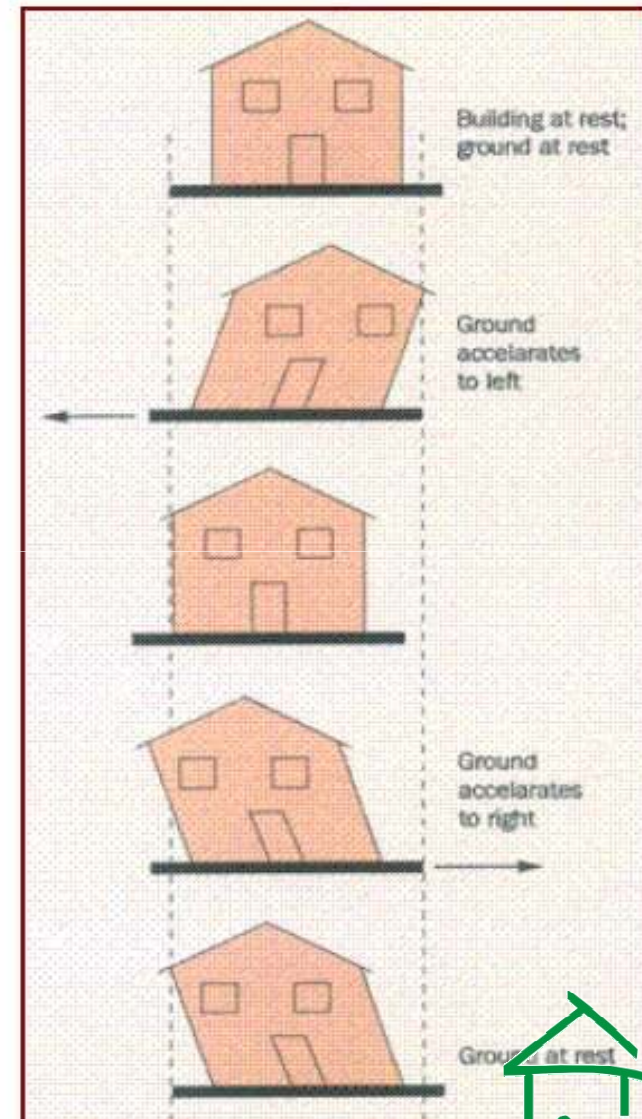 Building at rest;
ground at rest
Ground
accelarates
to left
Ground
accelarates
to right
Ground at rest